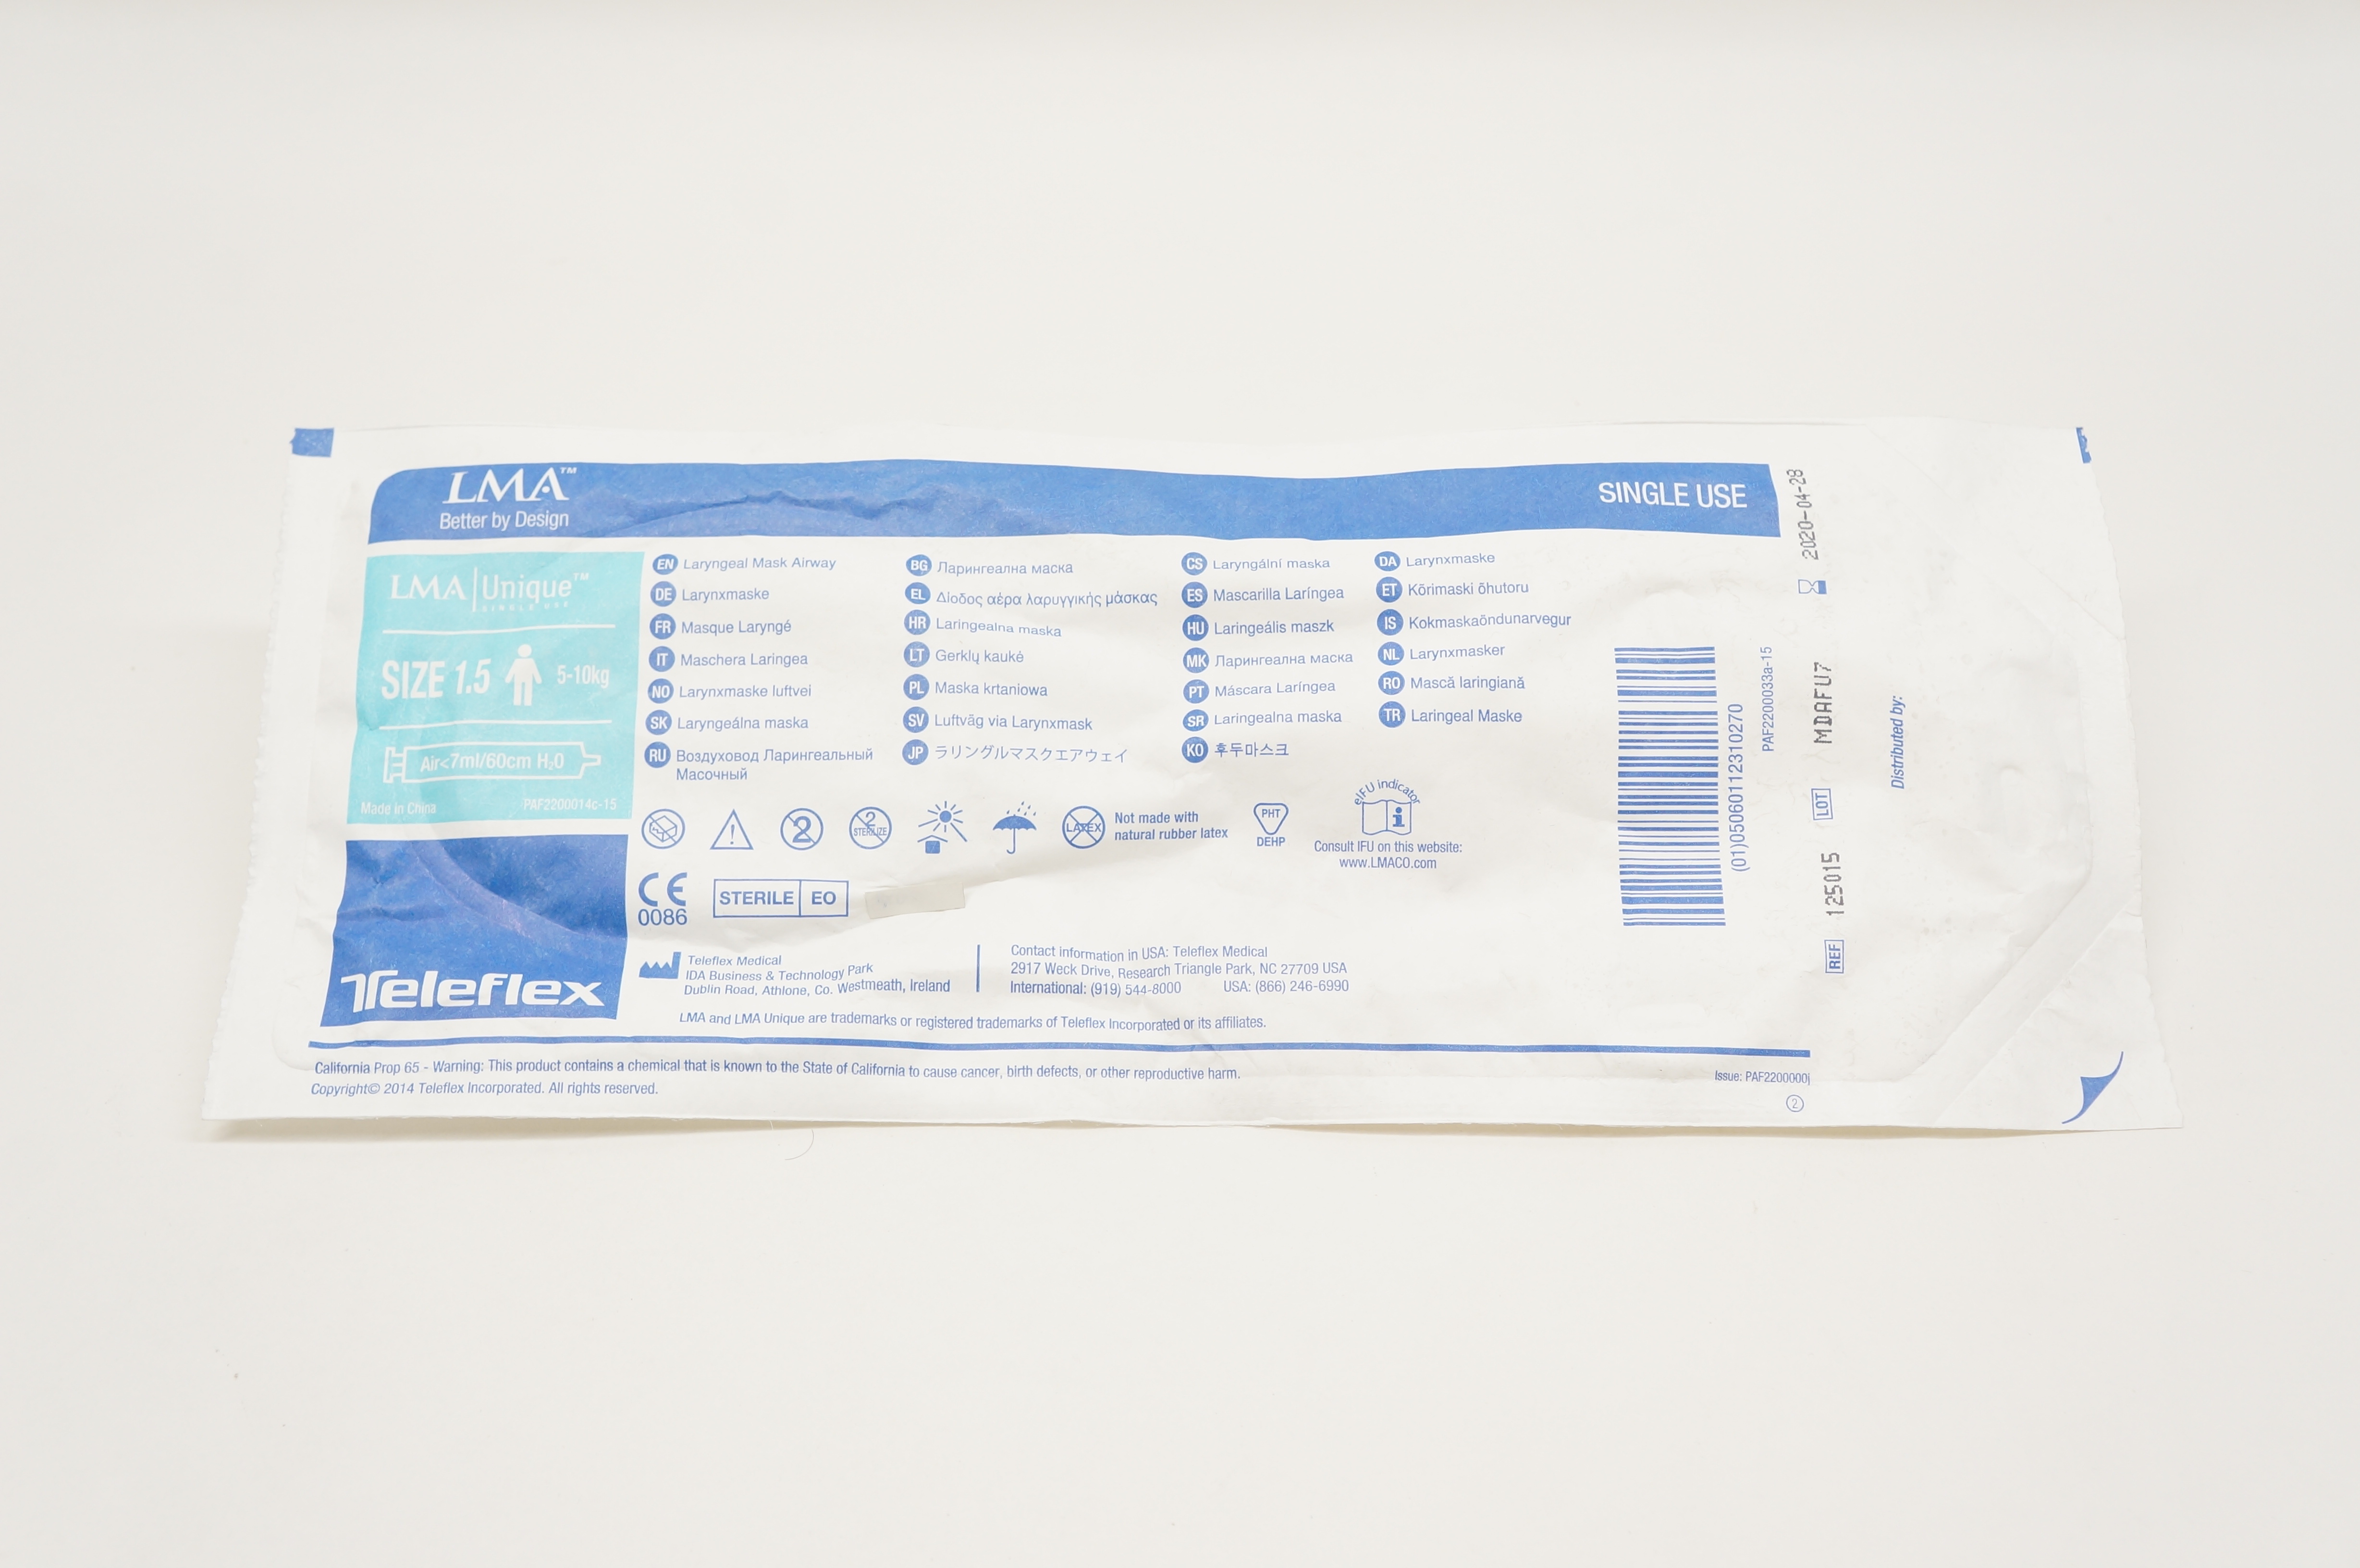 LMA™
Better by Design
SINGLE USE
LMA Unique™
SINGLE USE
SIZE 1.5 5-10kg
Air<7ml/60cm H₂O
Made in China PAF2200014c-15
Teleflex
EN Laryngeal Mask Airway
DE Larynxmaske
FR Masque Laryngé
IT Maschera Laringea
NO Larynxmaske luftvei
SK Laryngeálna maska
RU Воздуховод Ларингеальный
Масочный
BG Ларингеална маска
EL Δίοδος αέρα λαρυγγικής μάσκας
HR Laringealna maska
LT Gerklų kaukė
PL Maska krtaniowa
SV Luftväg via Larynxmask
JP ラリングルマスクエアウェイ
CS Laryngální maska
ES Mascarilla Laríngea
HU Laringeális maszk
MK Ларингеална маска
PT Máscara Laríngea
SR Laringealna maska
KO 후두마스크
DA Larynxmaske
ET Kõrimaski õhutoru
IS Kokmaskaöndunarvegur
NL Larynxmasker
RO Mască laringiană
TR Laringeal Maske
2
2
STERILIZE
LATEX
Not made with
natural rubber latex
PHT
DEHP
eIFU indicator
i
Consult IFU on this website:
www.LMACO.com
CE
0086
STERILE EO
Teleflex Medical
IDA Business & Technology Park
Dublin Road, Athlone, Co. Westmeath, Ireland
Contact information in USA: Teleflex Medical
2917 Weck Drive, Research Triangle Park, NC 27709 USA
International: (919) 544-8000 USA: (866) 246-6990
LMA and LMA Unique are trademarks or registered trademarks of Teleflex Incorporated or its affiliates.
California Prop 65 - Warning: This product contains a chemical that is known to the State of California to cause cancer, birth defects, or other reproductive harm.
Copyright© 2014 Teleflex Incorporated. All rights reserved.
Issue: PAF2200000j
2
(01)05060112310270
PAF2200033a-15
REF 125015 LOT MDAFU7 2020-04-28
Distributed by: